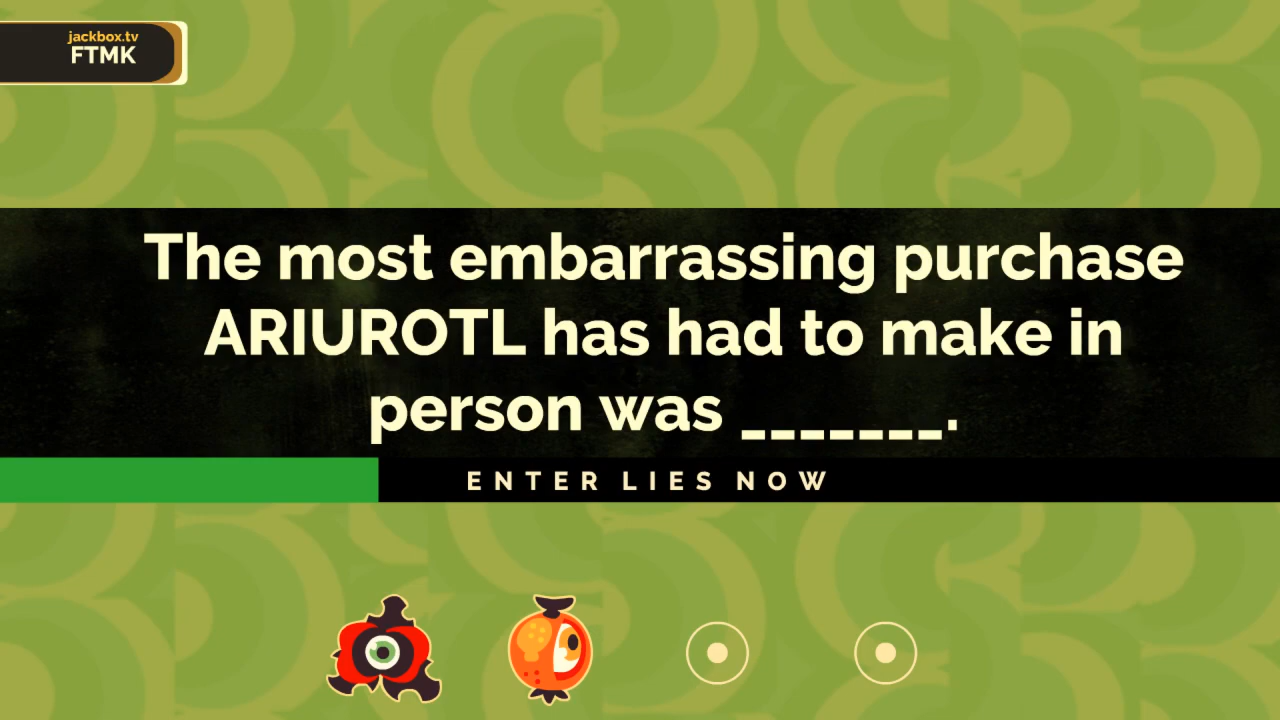 jackbox.tv
FTMK
The most embarrassing purchase
ARIUROTL has had to make in
person was _______.
ENTER LIES NOW